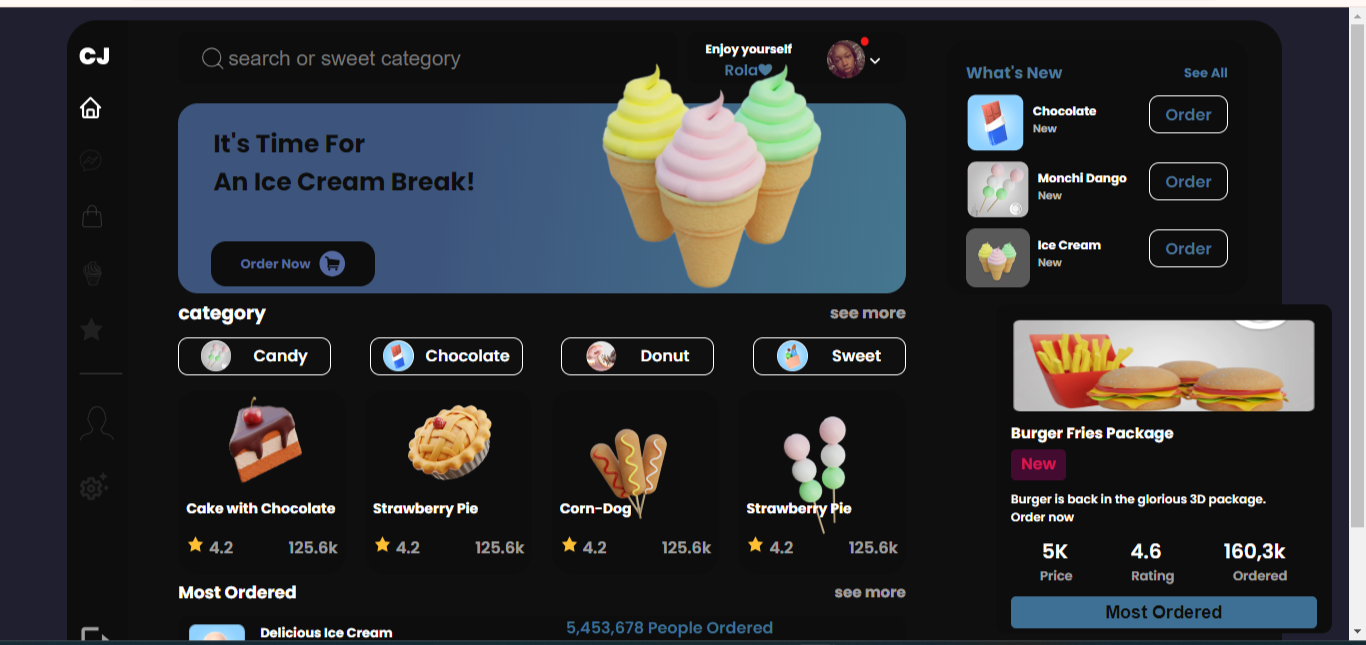 CJ
search or sweet category
Enjoy yourself
Rola
What's New
See All
Chocolate
New
Order
Monchi Dango
New
Order
Ice Cream
New
Order
It's Time For
An Ice Cream Break!
Order Now
category
see more
Candy
Chocolate
Donut
Sweet
Cake with Chocolate
4.2
125.6k
Strawberry Pie
4.2
125.6k
Corn-Dog
4.2
125.6k
Strawberry Pie
4.2
125.6k
Burger Fries Package
New
Burger is back in the glorious 3D package.
Order now
5K
4.6
160,3k
Price
Rating
Ordered
Most Ordered
Most Ordered
see more
Delicious Ice Cream
5,453,678 People Ordered